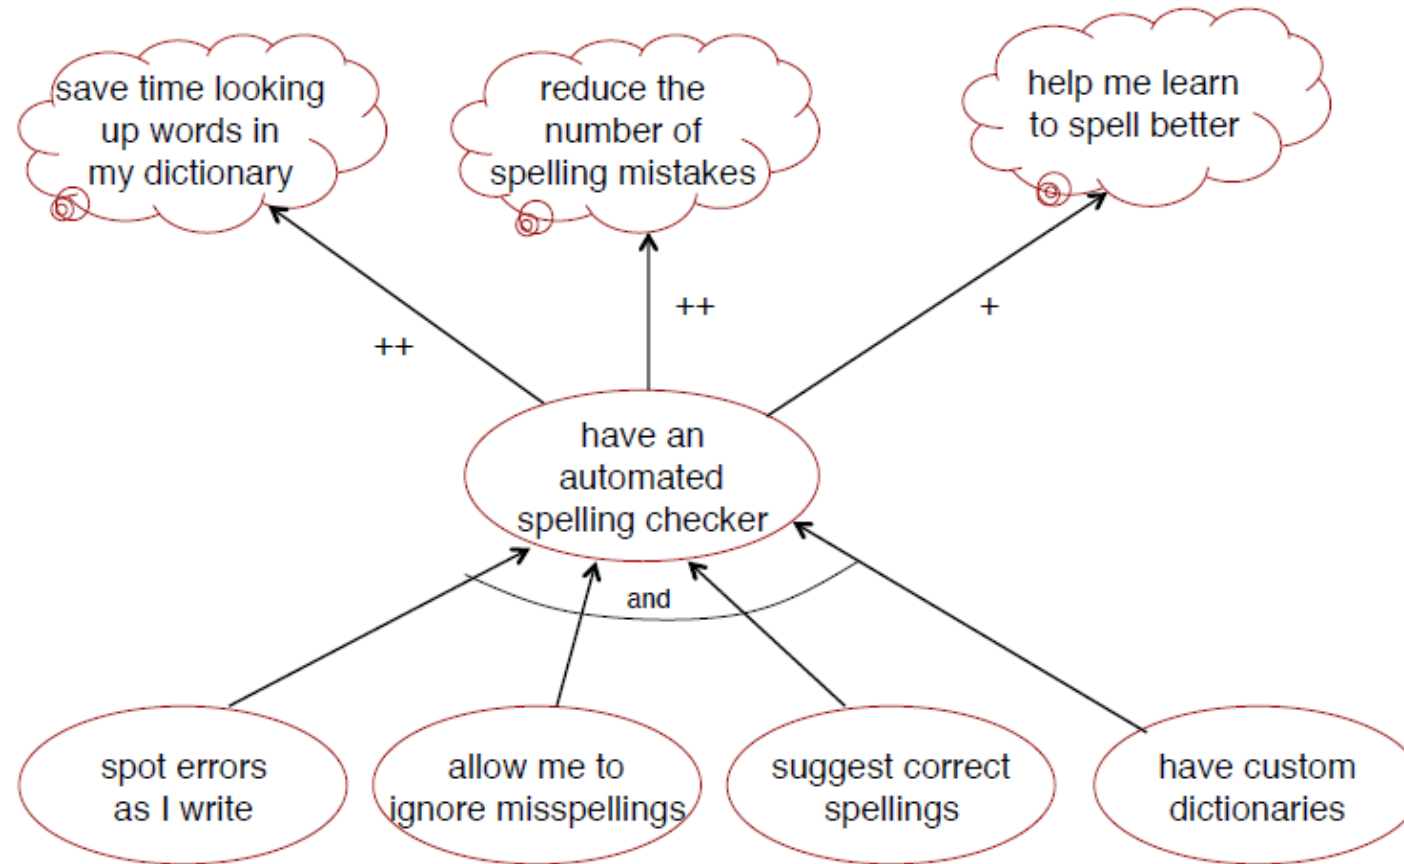 save time looking
up words in
my dictionary
reduce the
number of
spelling mistakes
help me learn
to spell better
++
++
+
have an
automated
spelling checker
and
spot errors
as I write
allow me to
ignore misspellings
suggest correct
spellings
have custom
dictionaries